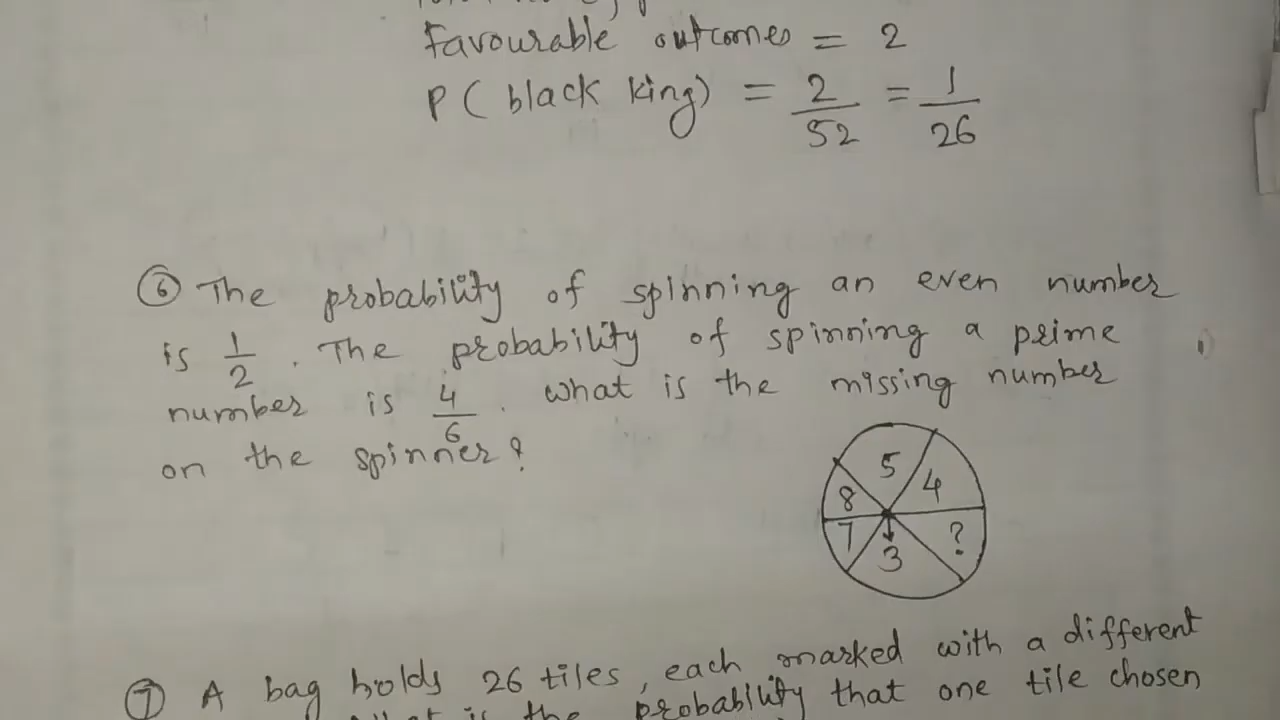 Favourable outcomes = 2
P ( black king) = 2/52 = 1/26
⑥ The probability of spinning an even number
is 1/2 . The probability of spinning a prime
number is 4/6 . what is the missing number
on the spinner?
5
8 4
7 ?
3
⑦ A bag holds 26 tiles, each marked with a different
is the probability that one tile chosen